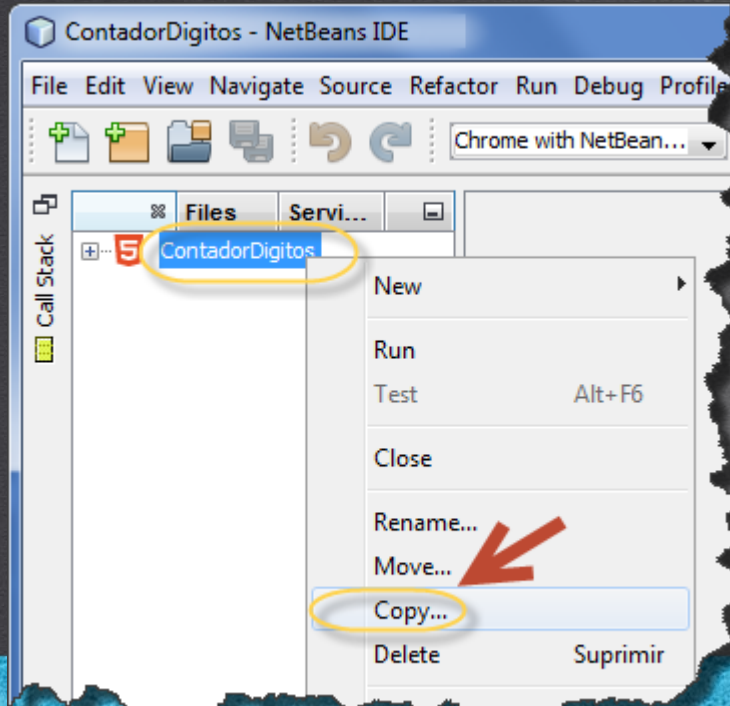 ContadorDigitos - NetBeans IDE
File Edit View Navigate Source Refactor Run Debug Profile
Chrome with NetBean...
Files Servi...
Call Stack
5 ContadorDigitos
New
Run
Test Alt+F6
Close
Rename...
Move...
Copy...
Delete Suprimir